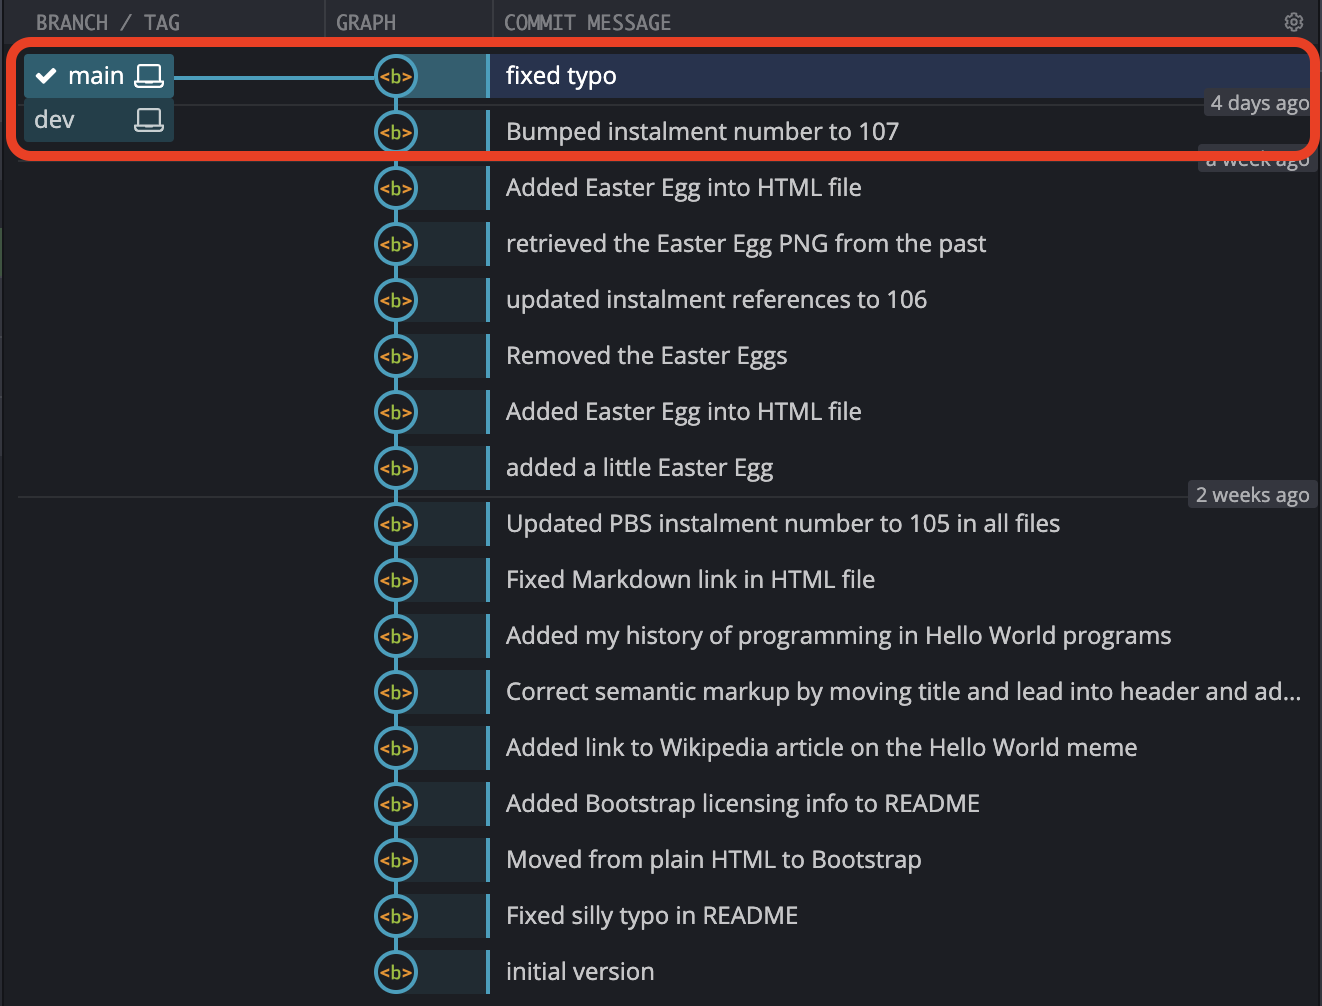 BRANCH / TAG GRAPH COMMIT MESSAGE
main <b> fixed typo
4 days ago
dev <b> Bumped instalment number to 107
a week ago
<b> Added Easter Egg into HTML file
<b> retrieved the Easter Egg PNG from the past
<b> updated instalment references to 106
<b> Removed the Easter Eggs
<b> Added Easter Egg into HTML file
<b> added a little Easter Egg
2 weeks ago
<b> Updated PBS instalment number to 105 in all files
<b> Fixed Markdown link in HTML file
<b> Added my history of programming in Hello World programs
<b> Correct semantic markup by moving title and lead into header and ad...
<b> Added link to Wikipedia article on the Hello World meme
<b> Added Bootstrap licensing info to README
<b> Moved from plain HTML to Bootstrap
<b> Fixed silly typo in README
<b> initial version